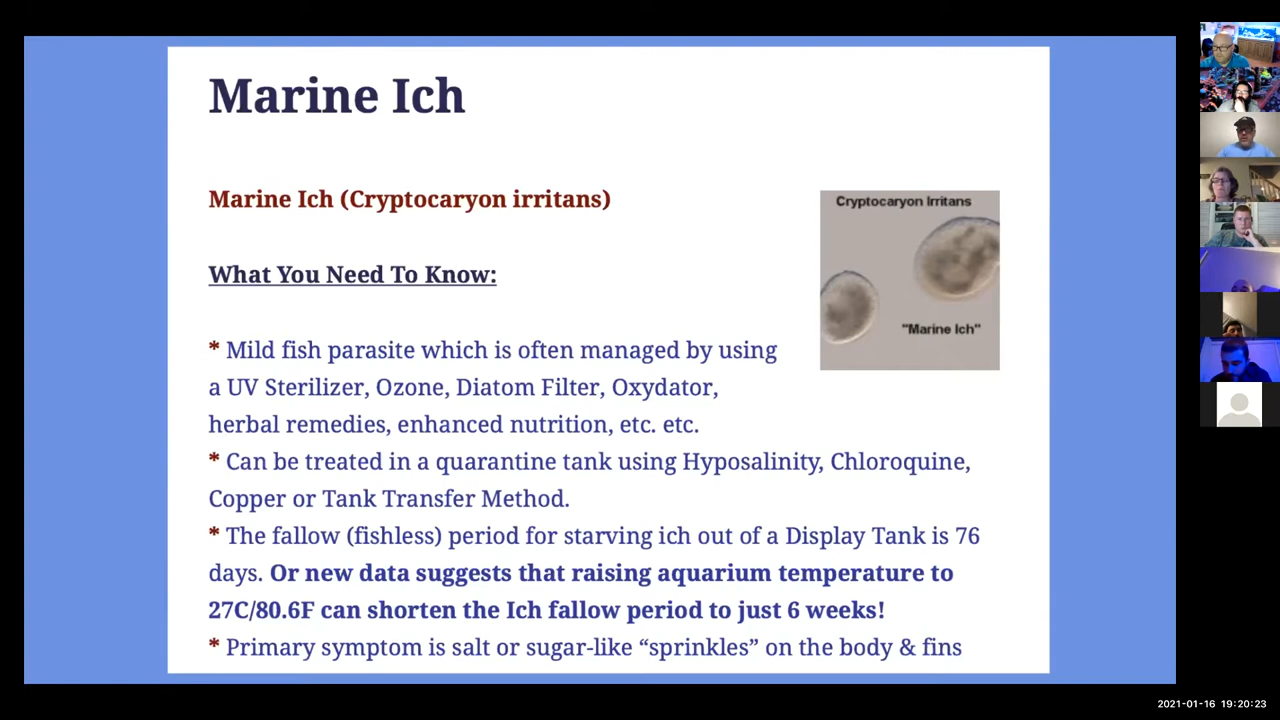 Marine Ich
Marine Ich (Cryptocaryon irritans)
Cryptocaryon Irritans
"Marine Ich"
What You Need To Know:
* Mild fish parasite which is often managed by using
a UV Sterilizer, Ozone, Diatom Filter, Oxydator,
herbal remedies, enhanced nutrition, etc. etc.
* Can be treated in a quarantine tank using Hyposalinity, Chloroquine,
Copper or Tank Transfer Method.
* The fallow (fishless) period for starving ich out of a Display Tank is 76
days. Or new data suggests that raising aquarium temperature to
27C/80.6F can shorten the Ich fallow period to just 6 weeks!
* Primary symptom is salt or sugar-like “sprinkles” on the body & fins
2021-01-16 19:20:23